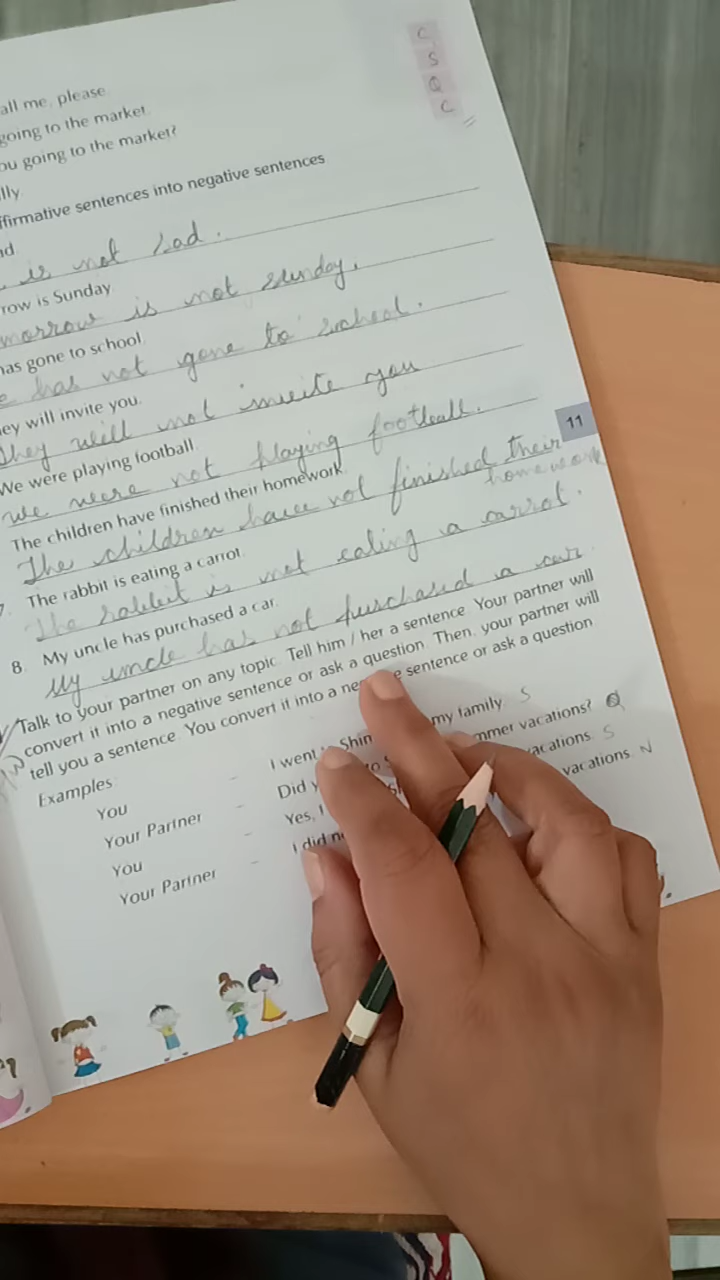 C
S
Q
C
all me, please.
going to the market.
ou going to the market?
lly
ffirmative sentences into negative sentences
is not sad.
row is Sunday.
morrow is not sunday.
has gone to school.
e has not gone to school.
ey will invite you.
They will not invite you
We were playing football.
we were not playing football.
11
The children have finished their homework.
The children have not finished their
homework
7. The rabbit is eating a carrot.
The rabbit is not eating a carrot.
8. My uncle has purchased a car.
My uncle has not purchased a car
Talk to your partner on any topic. Tell him / her a sentence. Your partner will
convert it into a negative sentence or ask a question. Then, your partner will
tell you a sentence. You convert it into a ne e sentence or ask a question
Examples:
You – I went my family. S
Your Partner – Did mmer vacations? Q
You – Yes, I vacations. S
Your Partner – I did vacations. N